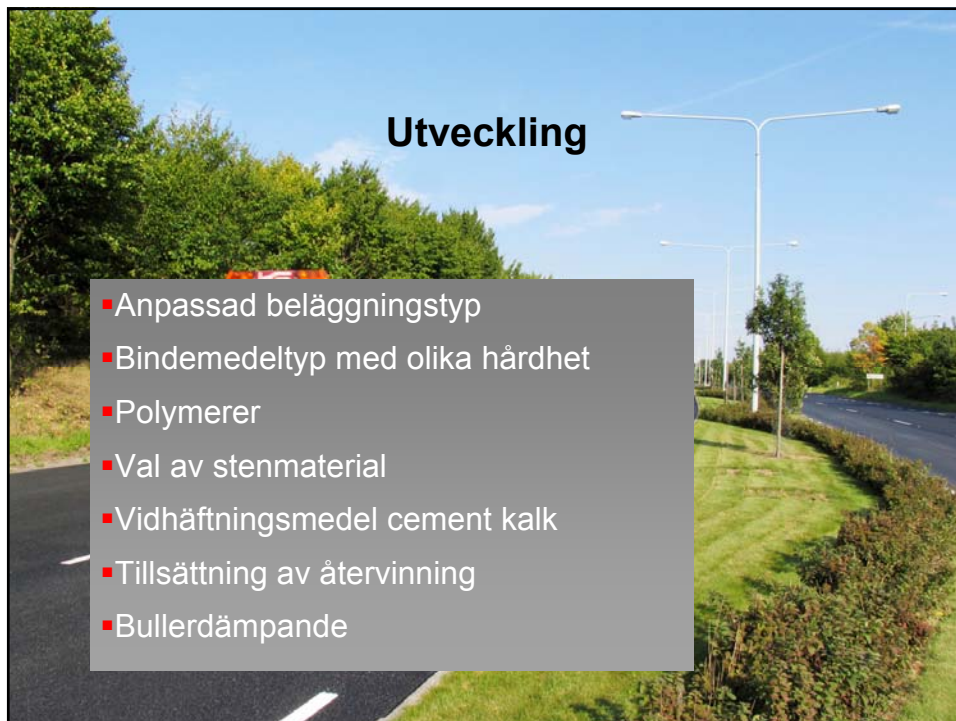 Utveckling
▪Anpassad beläggningstyp
▪Bindemedeltyp med olika hårdhet
▪Polymerer
▪Val av stenmaterial
▪Vidhäftningsmedel cement kalk
▪Tillsättning av återvinning
▪Bullerdämpande